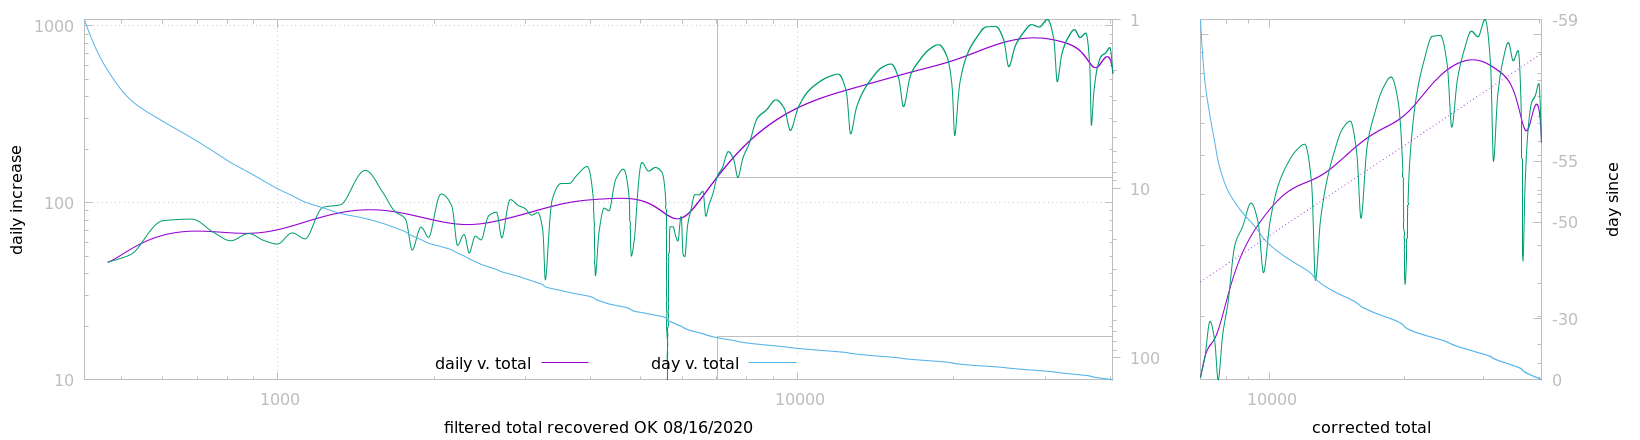 1000
100
10
daily increase
1000
10000
filtered total recovered OK 08/16/2020
daily v. total
day v. total
1
10
100
10000
corrected total
-59
-55
-50
-30
0
day since